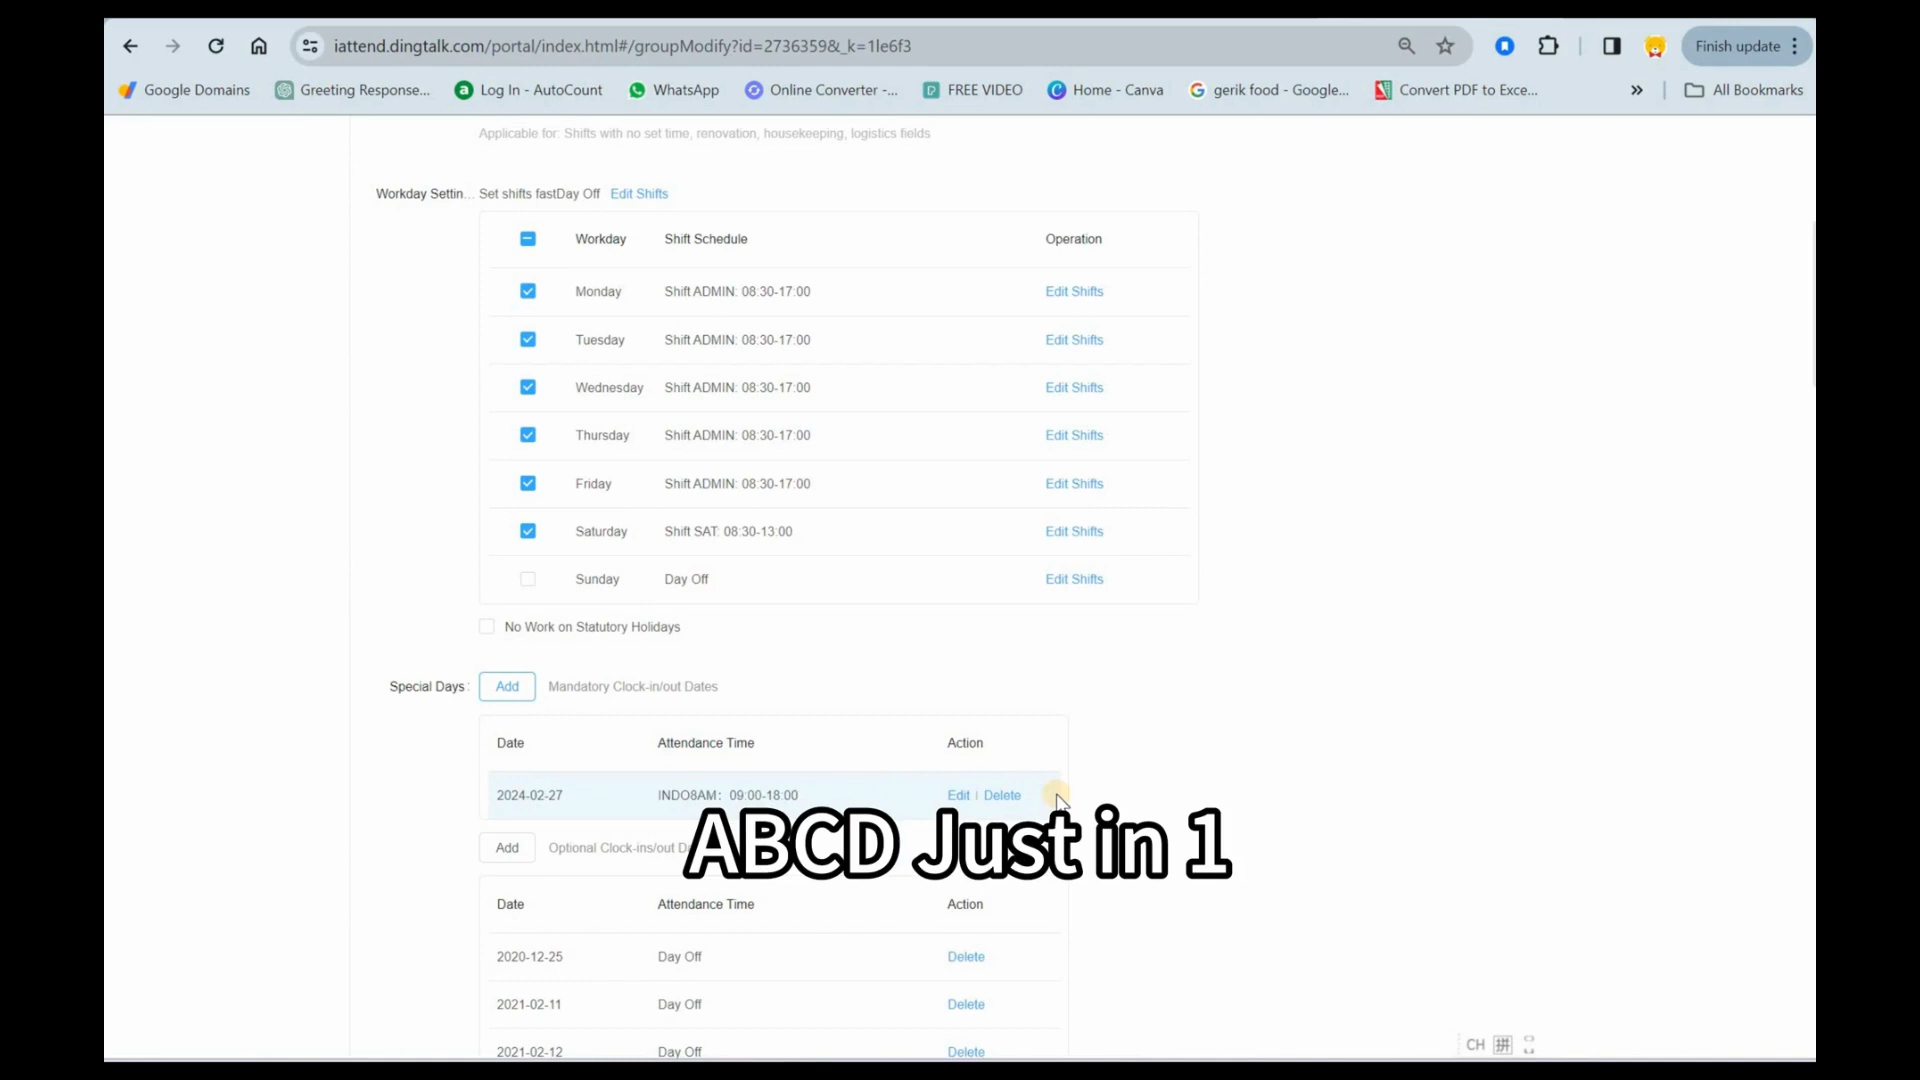 iattend.dingtalk.com/portal/index.html#/groupModify?id=2736359&_k=1le6f3
Finish update
Google Domains
Greeting Response...
Log In - AutoCount
WhatsApp
Online Converter -...
FREE VIDEO
Home - Canva
gerik food - Google...
Convert PDF to Exce...
»
All Bookmarks
Applicable for: Shifts with no set time, renovation, housekeeping, logistics fields
Workday Settin... Set shifts fastDay Off Edit Shifts
Workday Shift Schedule Operation
Monday Shift ADMIN: 08:30-17:00 Edit Shifts
Tuesday Shift ADMIN: 08:30-17:00 Edit Shifts
Wednesday Shift ADMIN: 08:30-17:00 Edit Shifts
Thursday Shift ADMIN: 08:30-17:00 Edit Shifts
Friday Shift ADMIN: 08:30-17:00 Edit Shifts
Saturday Shift SAT: 08:30-13:00 Edit Shifts
Sunday Day Off Edit Shifts
No Work on Statutory Holidays
Special Days : Add Mandatory Clock-in/out Dates
Date Attendance Time Action
2024-02-27 INDO8AM：09:00-18:00 Edit | Delete
ABCD Just in 1
Add Optional Clock-ins/out
Date Attendance Time Action
2020-12-25 Day Off Delete
2021-02-11 Day Off Delete
2021-02-12 Day Off Delete
CH 拼